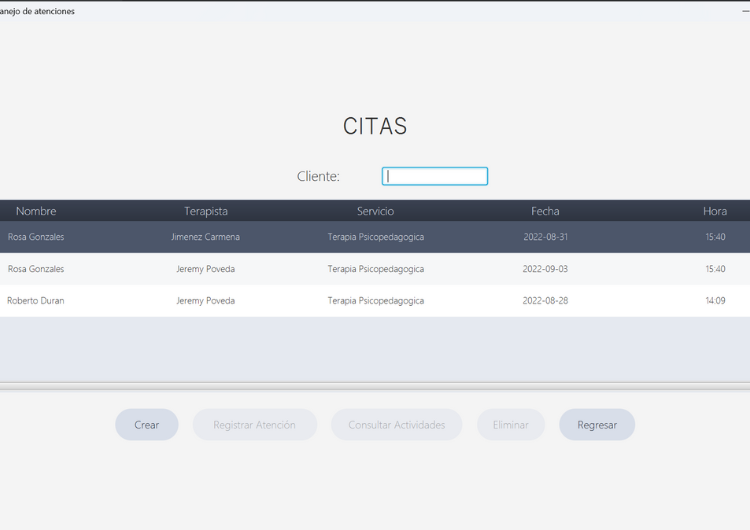 anejo de atenciones
CITAS
Cliente:
Nombre Terapista Servicio Fecha Hora
Rosa Gonzales Jimenez Carmena Terapia Psicopedagogica 2022-08-31 15:40
Rosa Gonzales Jeremy Poveda Terapia Psicopedagogica 2022-09-03 15:40
Roberto Duran Jeremy Poveda Terapia Psicopedagogica 2022-08-28 14:09
Crear Registrar Atención Consultar Actividades Eliminar Regresar